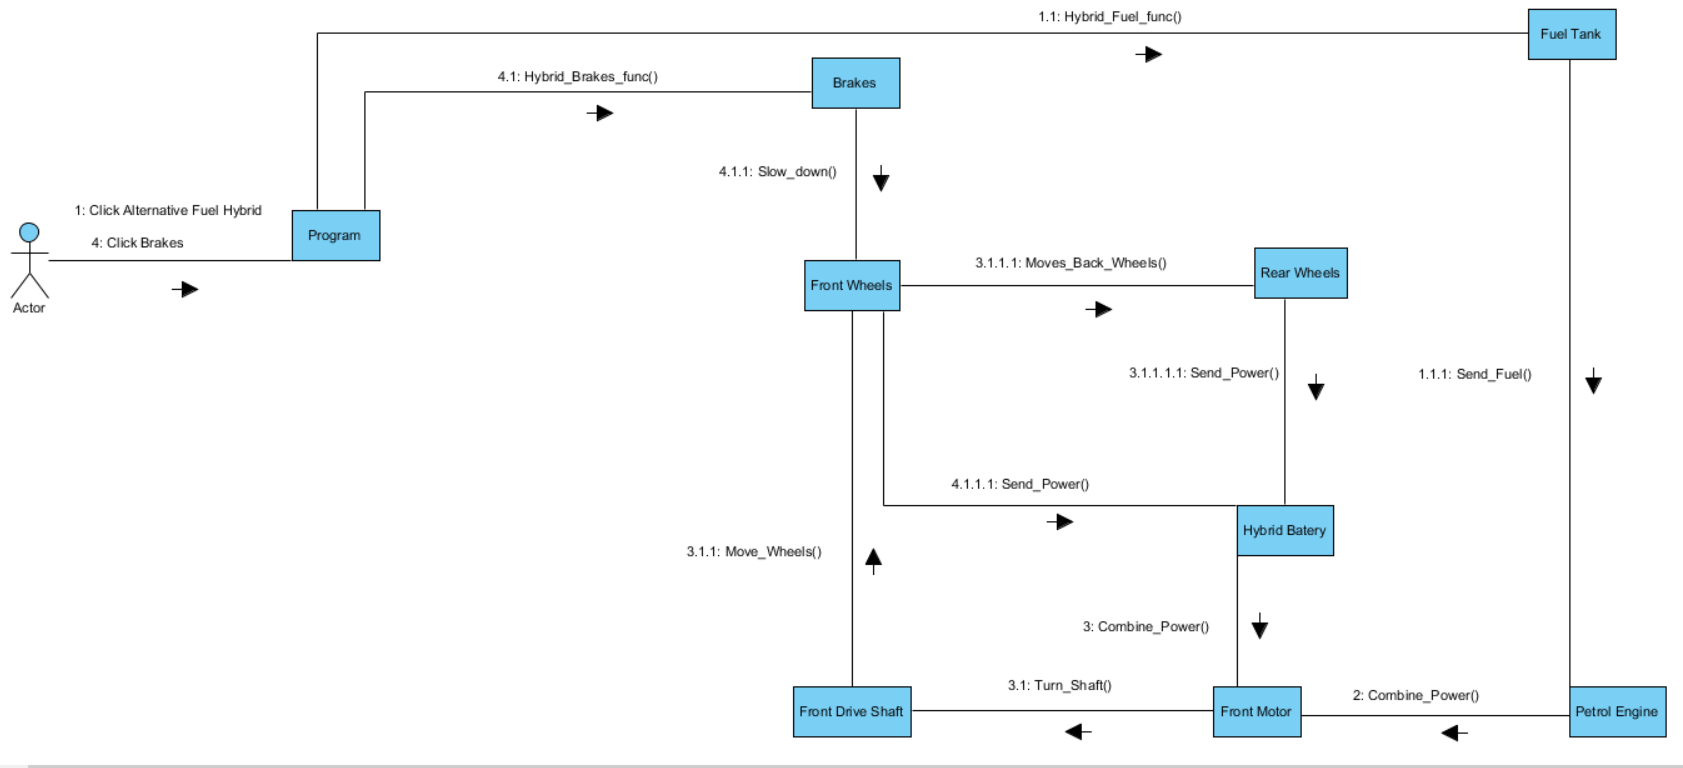 1.1: Hybrid_Fuel_func()
Fuel Tank
4.1: Hybrid_Brakes_func()
Brakes
4.1.1: Slow_down()
1: Click Alternative Fuel Hybrid
4: Click Brakes
Program
Actor
Front Wheels
3.1.1.1: Moves_Back_Wheels()
Rear Wheels
3.1.1.1.1: Send_Power()
1.1.1: Send_Fuel()
4.1.1.1: Send_Power()
Hybrid Batery
3.1.1: Move_Wheels()
3: Combine_Power()
3.1: Turn_Shaft()
2: Combine_Power()
Front Drive Shaft
Front Motor
Petrol Engine